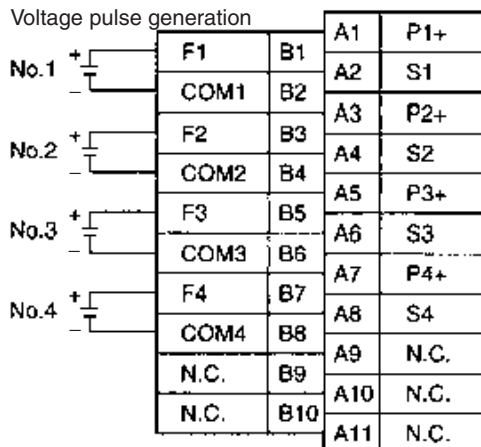 Voltage pulse generation
A1 P1+
No.1 + F1 B1
A2 S1
− COM1 B2
A3 P2+
No.2 + F2 B3
A4 S2
− COM2 B4
A5 P3+
No.3 + F3 B5
A6 S3
− COM3 B6
A7 P4+
No.4 + F4 B7
A8 S4
− COM4 B8
A9 N.C.
N.C. B9
A10 N.C.
N.C. B10
A11 N.C.